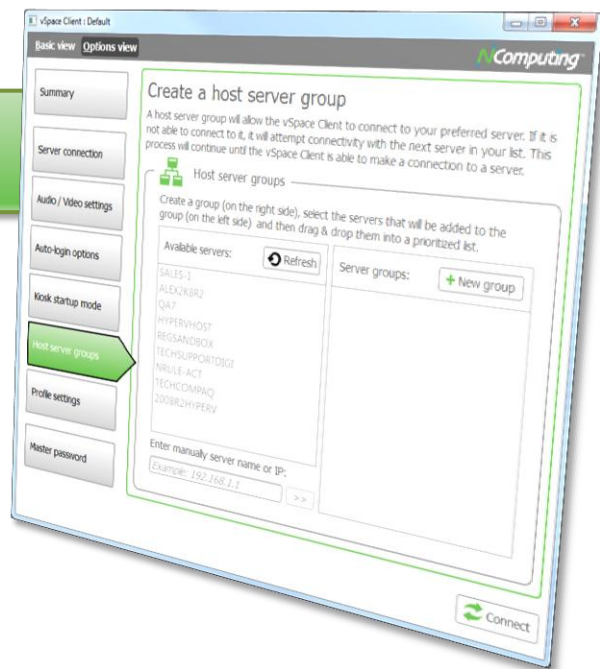 vSpace Client : Default
Basic view Options view
NComputing
Summary
Server connection
Audio / Video settings
Auto-login options
Kiosk startup mode
Host server groups
Profile settings
Master password
Create a host server group
A host server group will allow the vSpace Client to connect to your preferred server. If it is
not able to connect to it, it will attempt connectivity with the next server in your list. This
process will continue until the vSpace Client is able to make a connection to a server.
Host server groups
Create a group (on the right side), select the servers that will be added to the
group (on the left side) and then drag & drop them into a prioritized list.
Available servers:
Refresh
SALES-1
ALEX2K8R2
QA7
HYPERVHOST
REGSANDBOX
TECHSUPPORTDIGI
NRULE-ACT
TECHCOMPAQ
2008R2HYPERV
Enter manually server name or IP:
Example: 192.168.1.1
>>
Server groups:
+ New group
Connect